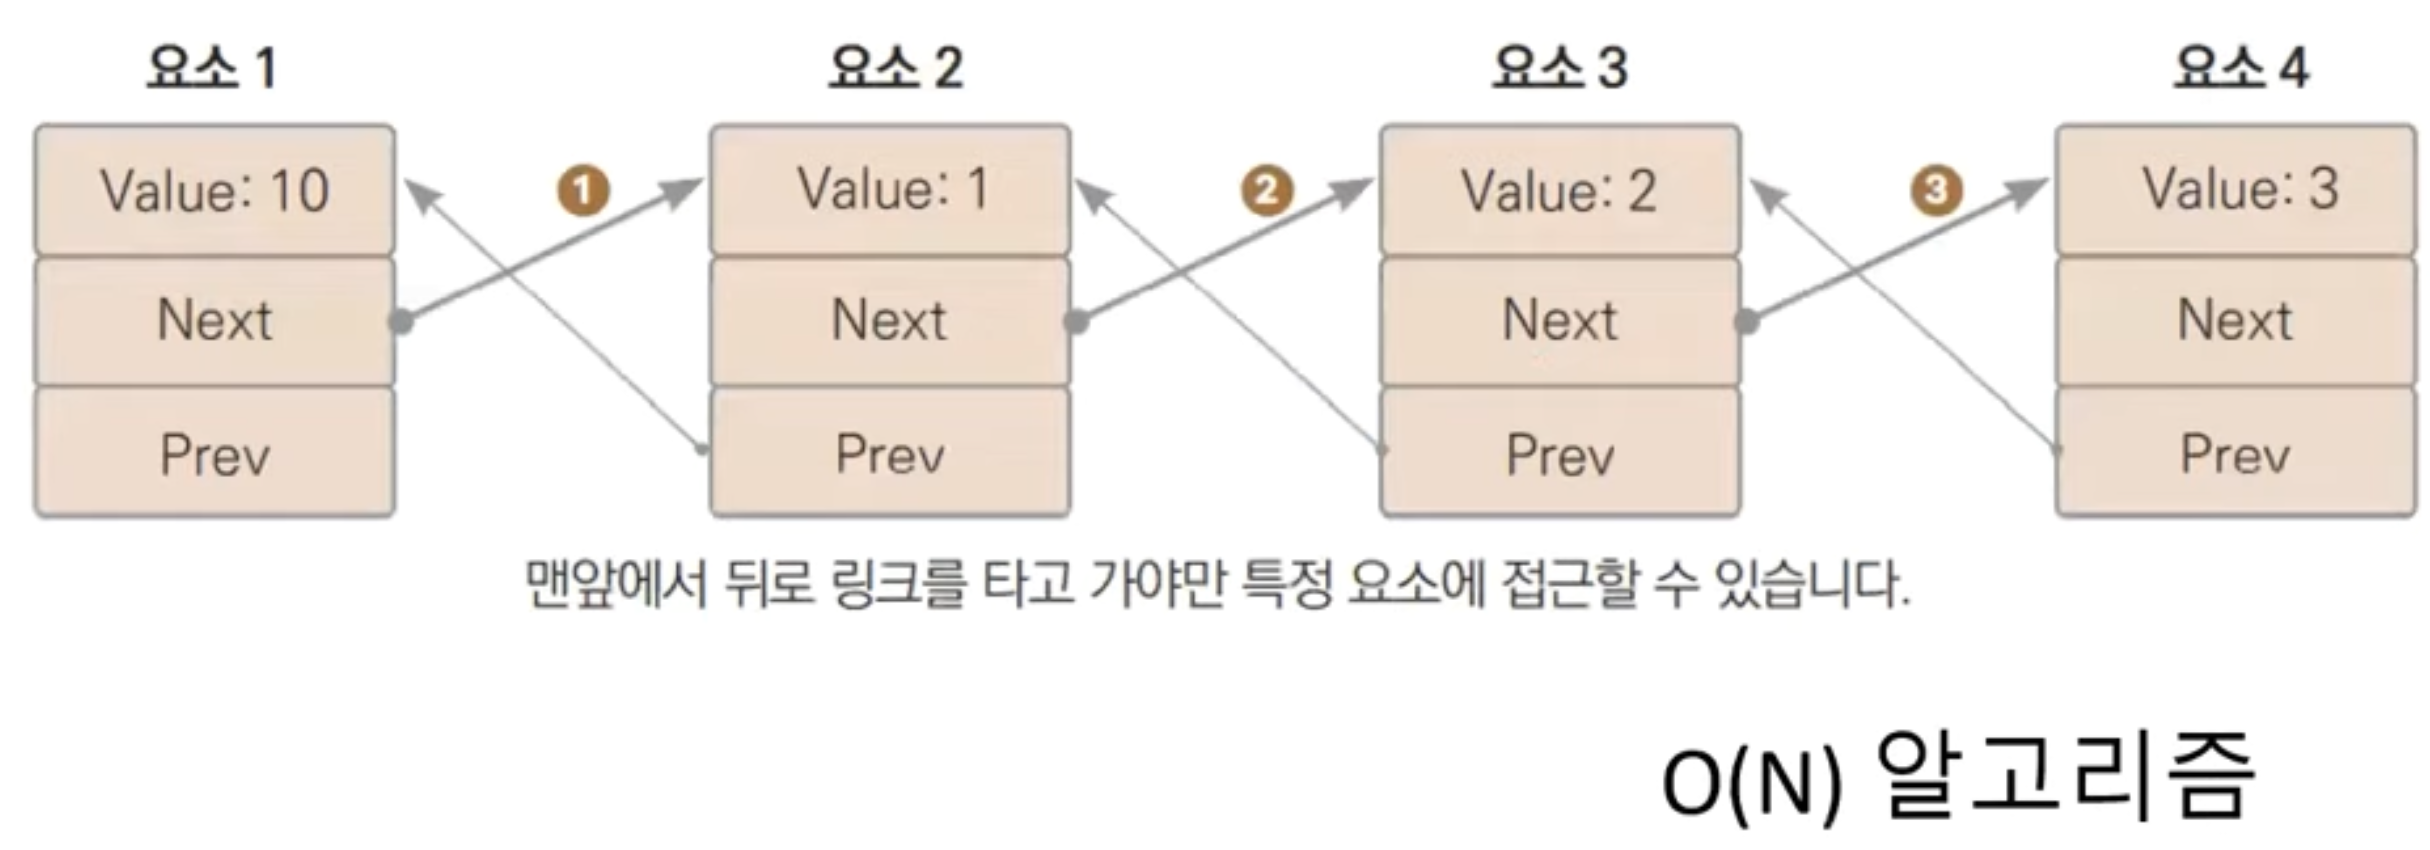 요소 1 요소 2 요소 3 요소 4
Value: 10 ❶ Value: 1 ❷ Value: 2 ❸ Value: 3
Next Next Next Next
Prev Prev Prev Prev
맨앞에서 뒤로 링크를 타고 가야만 특정 요소에 접근할 수 있습니다.
O(N) 알고리즘